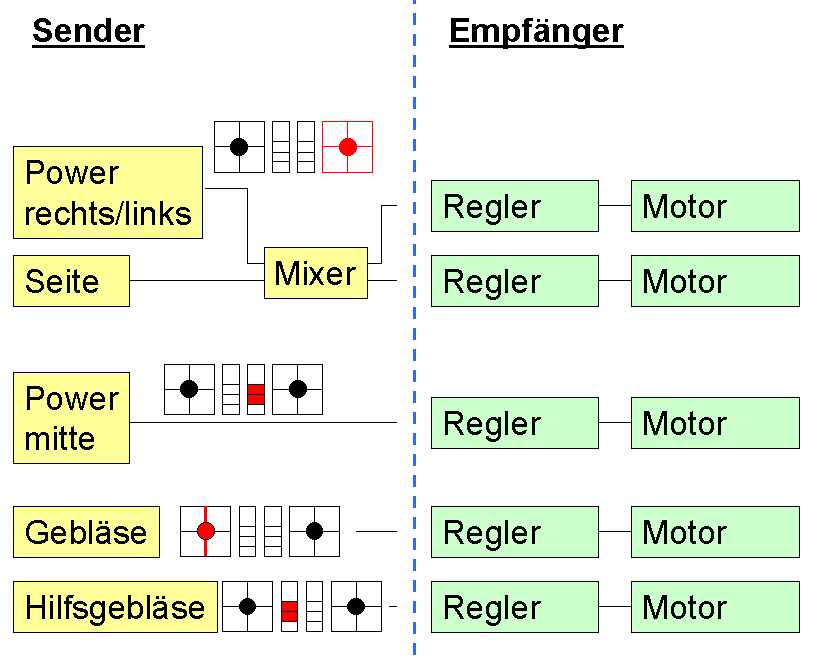 Sender
Empfänger
Power
rechts/links
Regler
Motor
Seite
Mixer
Regler
Motor
Power
mitte
Regler
Motor
Gebläse
Regler
Motor
Hilfsgebläse
Regler
Motor